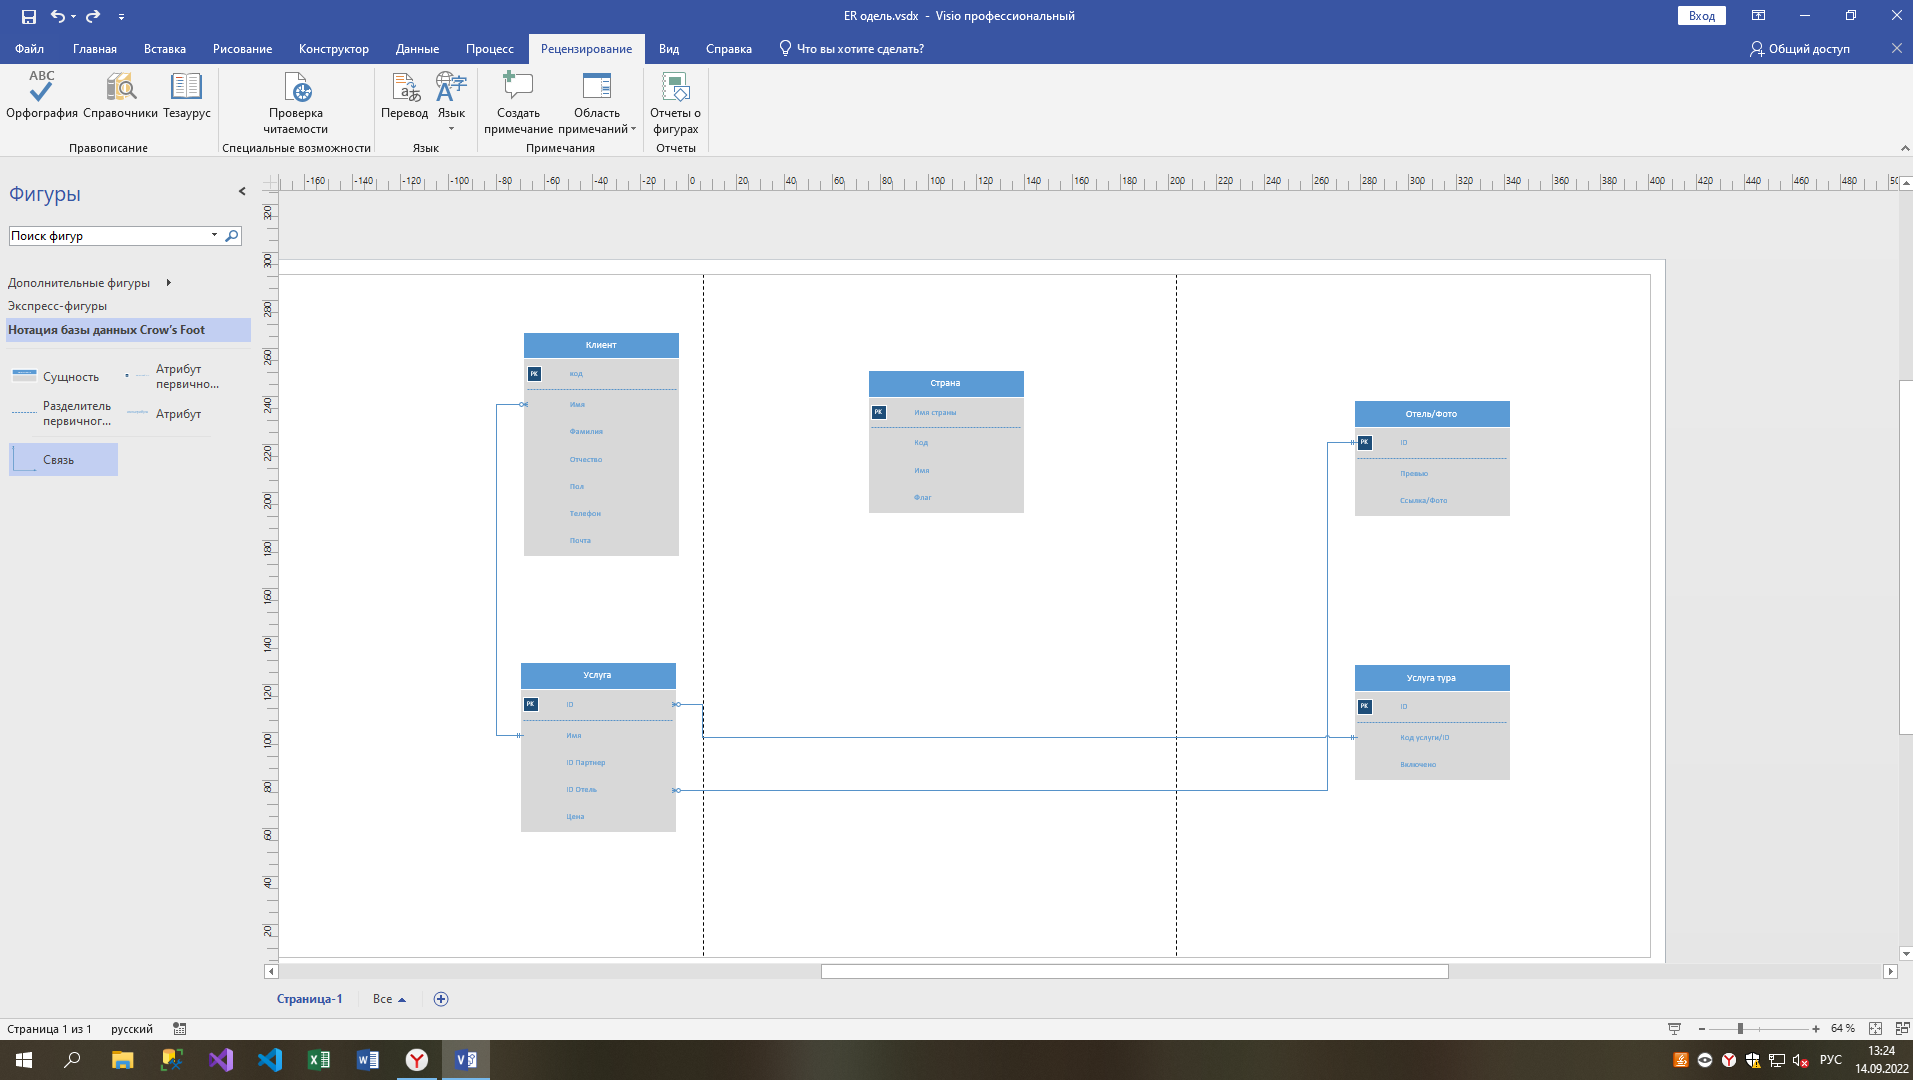 ER одель.vsdx - Visio профессиональный
Вход
Файл Главная Вставка Рисование Конструктор Данные Процесс Рецензирование Вид Справка Что вы хотите сделать? Общий доступ
ABC
Орфография Справочники Тезаурус
Проверка читаемости
Перевод Язык
Создать примечание
Область примечаний
Отчеты о фигурах
Правописание Специальные возможности Язык Примечания Отчеты
-160 -140 -120 -100 -80 -60 -40 -20 0 20 40 60 80 100 120 140 160 180 200 220 240 260 280 300 320 340 360 380 400 420 440 460 480
Фигуры
Поиск фигур
Дополнительные фигуры
Экспресс-фигуры
Нотация базы данных Crow's Foot
Сущность
Атрибут первично...
Разделитель первичног...
Атрибут
Связь
320
300
280
260
240
220
200
180
160
140
120
100
80
60
40
20
Клиент
PK Код
Имя
Фамилия
Отчество
Пол
Телефон
Почта
Страна
PK Имя страны
Код
Имя
Флаг
Отель/Фото
PK ID
Превью
Ссылка/Фото
Услуга
PK ID
Имя
ID Партнер
ID Отель
Цена
Услуга тура
PK ID
Код услуги/ID
Включено
Страница-1 Все
Страница 1 из 1 русский
64 %
РУС
13:24
14.09.2022